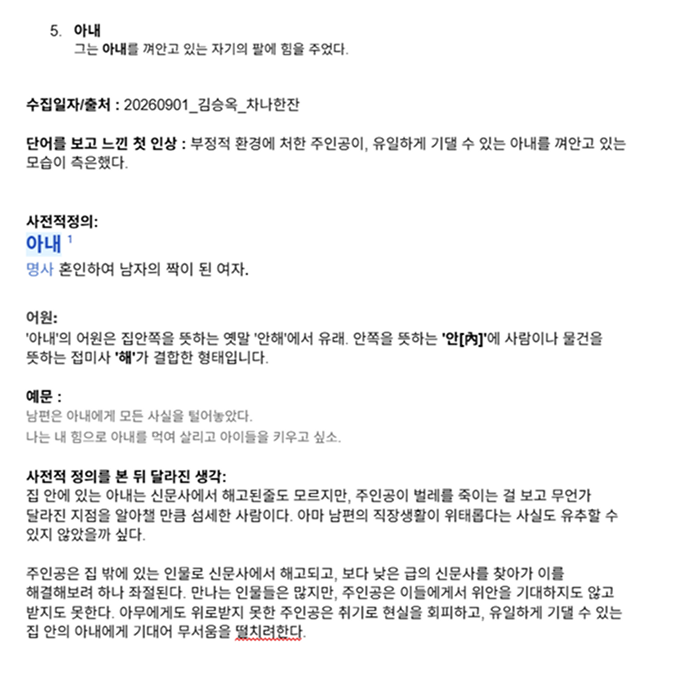 5. 아내
그는 아내를 껴안고 있는 자기의 팔에 힘을 주었다.
수집일자/출처 : 20260901_김승옥_차나한잔
단어를 보고 느낀 첫 인상 : 부정적 환경에 처한 주인공이, 유일하게 기댈 수 있는 아내를 껴안고 있는
모습이 측은했다.
사전적정의:
아내 1
명사 혼인하여 남자의 짝이 된 여자.
어원:
'아내'의 어원은 집안쪽을 뜻하는 옛말 '안해'에서 유래. 안쪽을 뜻하는 '안[內]'에 사람이나 물건을
뜻하는 접미사 '해'가 결합한 형태입니다.
예문 :
남편은 아내에게 모든 사실을 털어놓았다.
나는 내 힘으로 아내를 먹여 살리고 아이들을 키우고 싶소.
사전적 정의를 본 뒤 달라진 생각:
집 안에 있는 아내는 신문사에서 해고된줄도 모르지만, 주인공이 벌레를 죽이는 걸 보고 무언가
달라진 지점을 알아챌 만큼 섬세한 사람이다. 아마 남편의 직장생활이 위태롭다는 사실도 유추할 수
있지 않았을까 싶다.
주인공은 집 밖에 있는 인물로 신문사에서 해고되고, 보다 낮은 급의 신문사를 찾아가 이를
해결해보려 하나 좌절된다. 만나는 인물들은 많지만, 주인공은 이들에게서 위안을 기대하지도 않고
받지도 못한다. 아무에게도 위로받지 못한 주인공은 취기로 현실을 회피하고, 유일하게 기댈 수 있는
집 안의 아내에게 기대어 무서움을 떨치려한다.